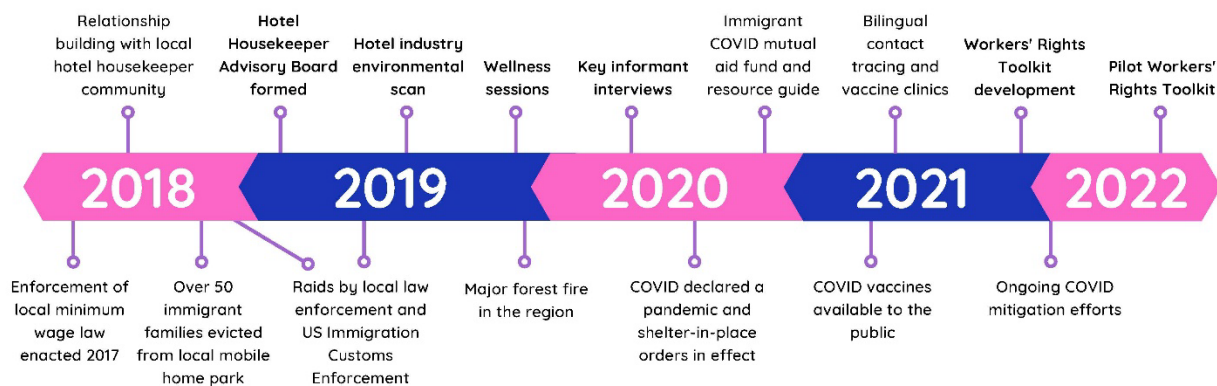 Relationship
building with local
hotel housekeeper
community
Hotel
Housekeeper
Advisory Board
formed
Hotel industry
environmental
scan
Wellness
sessions
Key informant
interviews
Immigrant
COVID mutual
aid fund and
resource guide
Bilingual
contact
tracing and
vaccine clinics
Workers' Rights
Toolkit
development
Pilot Workers'
Rights Toolkit
2018
2019
2020
2021
2022
Enforcement of
local minimum
wage law
enacted 2017
Over 50
immigrant
families evicted
from local mobile
home park
Raids by local law
enforcement and
US Immigration
Customs
Enforcement
Major forest fire
in the region
COVID declared a
pandemic and
shelter-in-place
orders in effect
COVID vaccines
available to the
public
Ongoing COVID
mitigation efforts